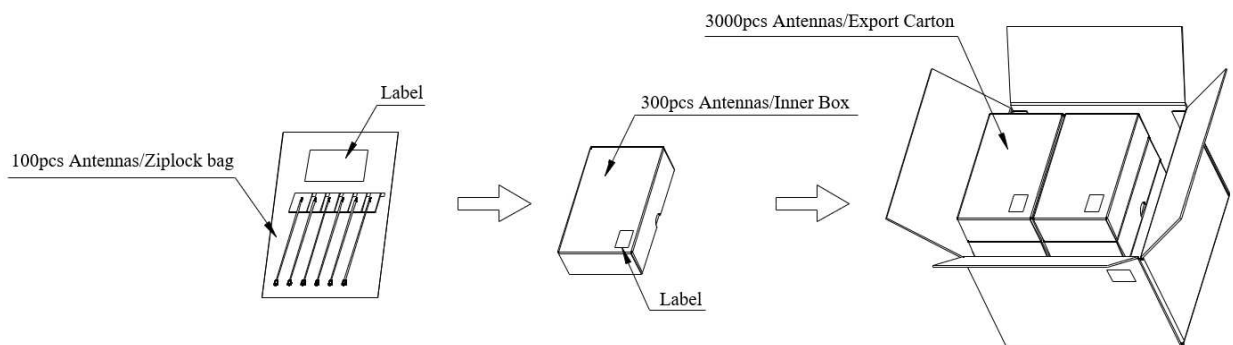 3000pcs Antennas/Export Carton
Label
300pcs Antennas/Inner Box
100pcs Antennas/Ziplock bag
Label